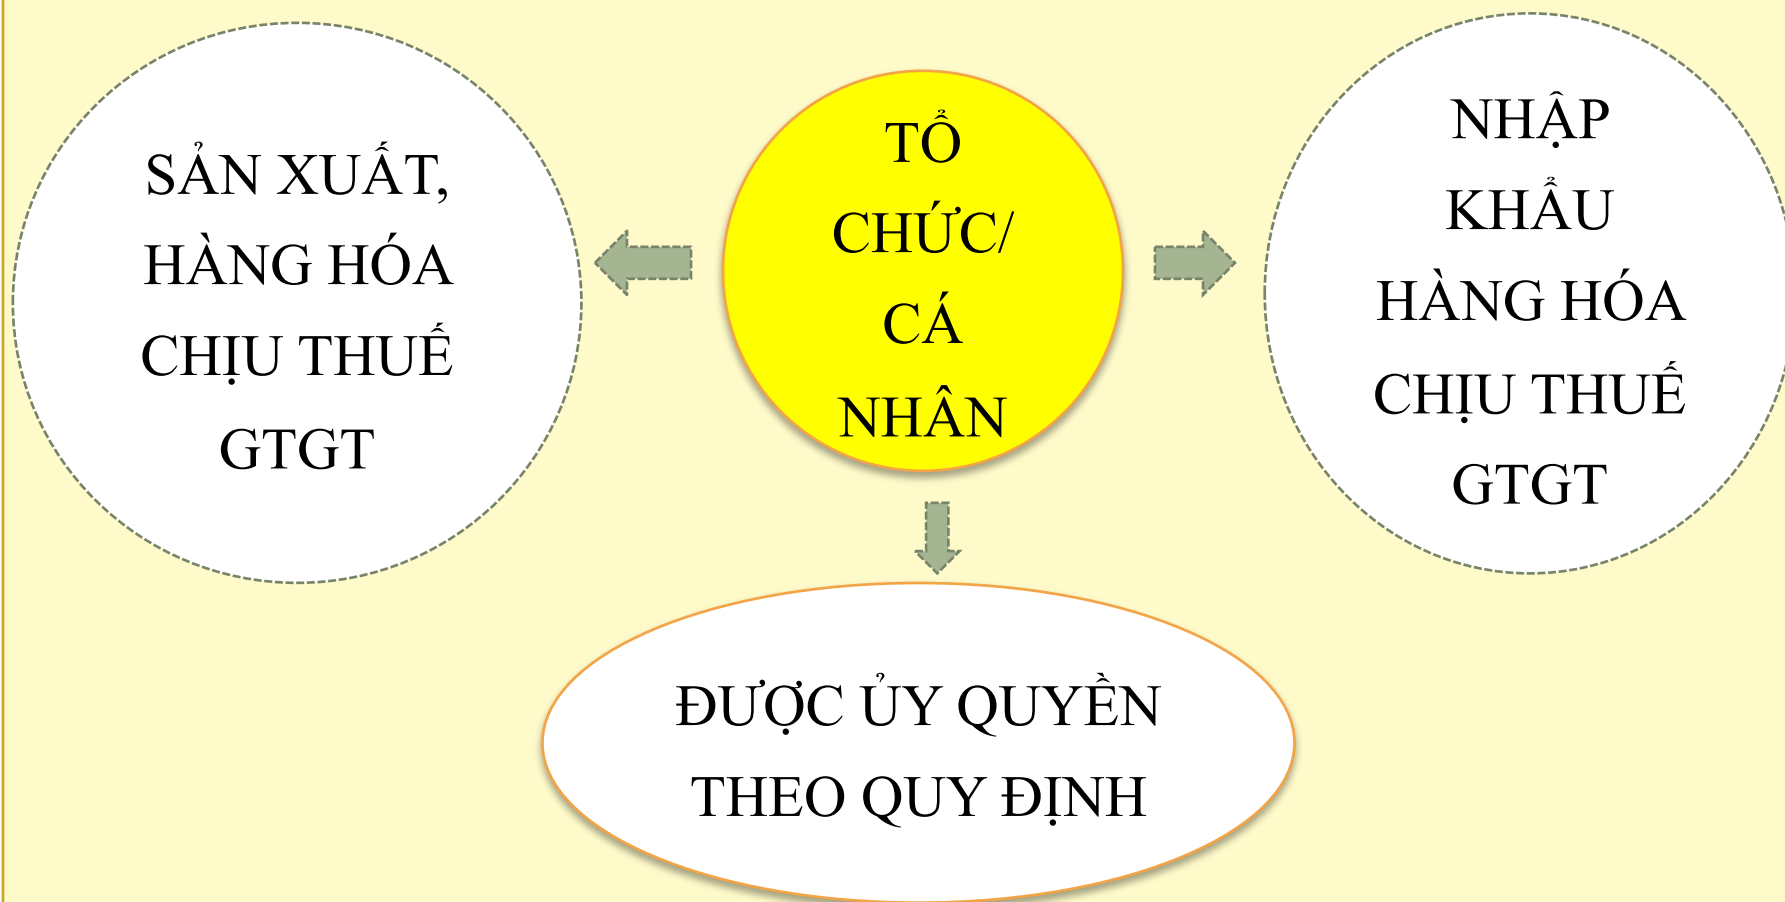 SẢN XUẤT,
HÀNG HÓA
CHỊU THUẾ
GTGT
TỔ
CHỨC/
CÁ
NHÂN
NHẬP
KHẨU
HÀNG HÓA
CHỊU THUẾ
GTGT
ĐƯỢC ỦY QUYỀN
THEO QUY ĐỊNH